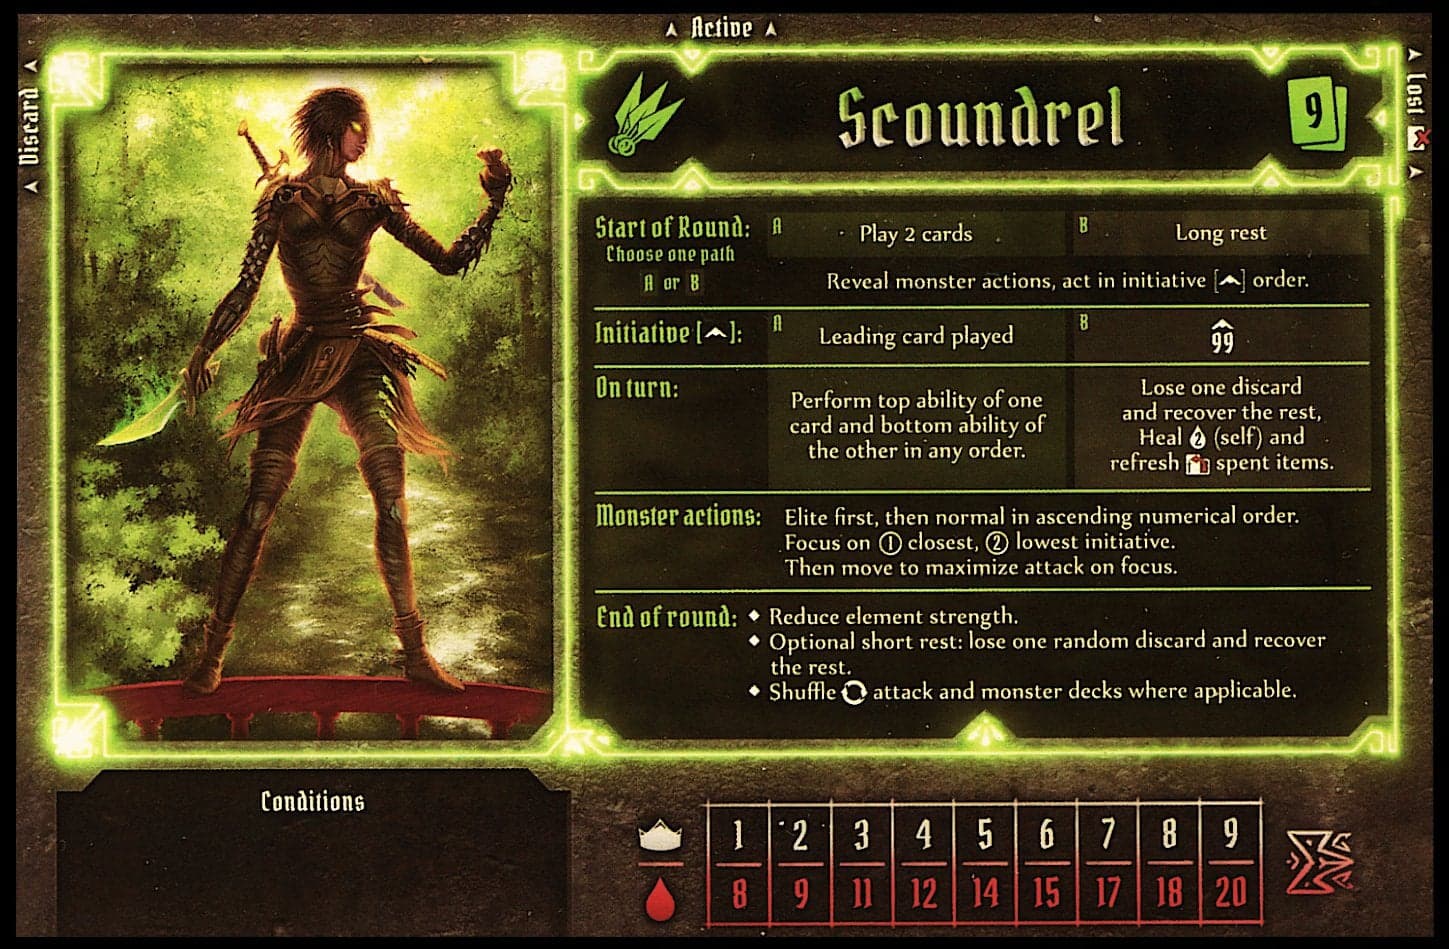 Active
Discard
Lost
Scoundrel
9
Start of Round:
Choose one path
A or B
A Play 2 cards
B Long rest
Reveal monster actions, act in initiative [ ] order.
Initiative [ ]:
A Leading card played
B 99
On turn:
Perform top ability of one
card and bottom ability of
the other in any order.
Lose one discard
and recover the rest,
Heal 2 (self) and
refresh spent items.
Monster actions:
Elite first, then normal in ascending numerical order.
Focus on ① closest, ② lowest initiative.
Then move to maximize attack on focus.
End of round:
◆ Reduce element strength.
◆ Optional short rest: lose one random discard and recover
the rest.
◆ Shuffle attack and monster decks where applicable.
Conditions
1 2 3 4 5 6 7 8 9
8 9 11 12 14 15 17 18 20